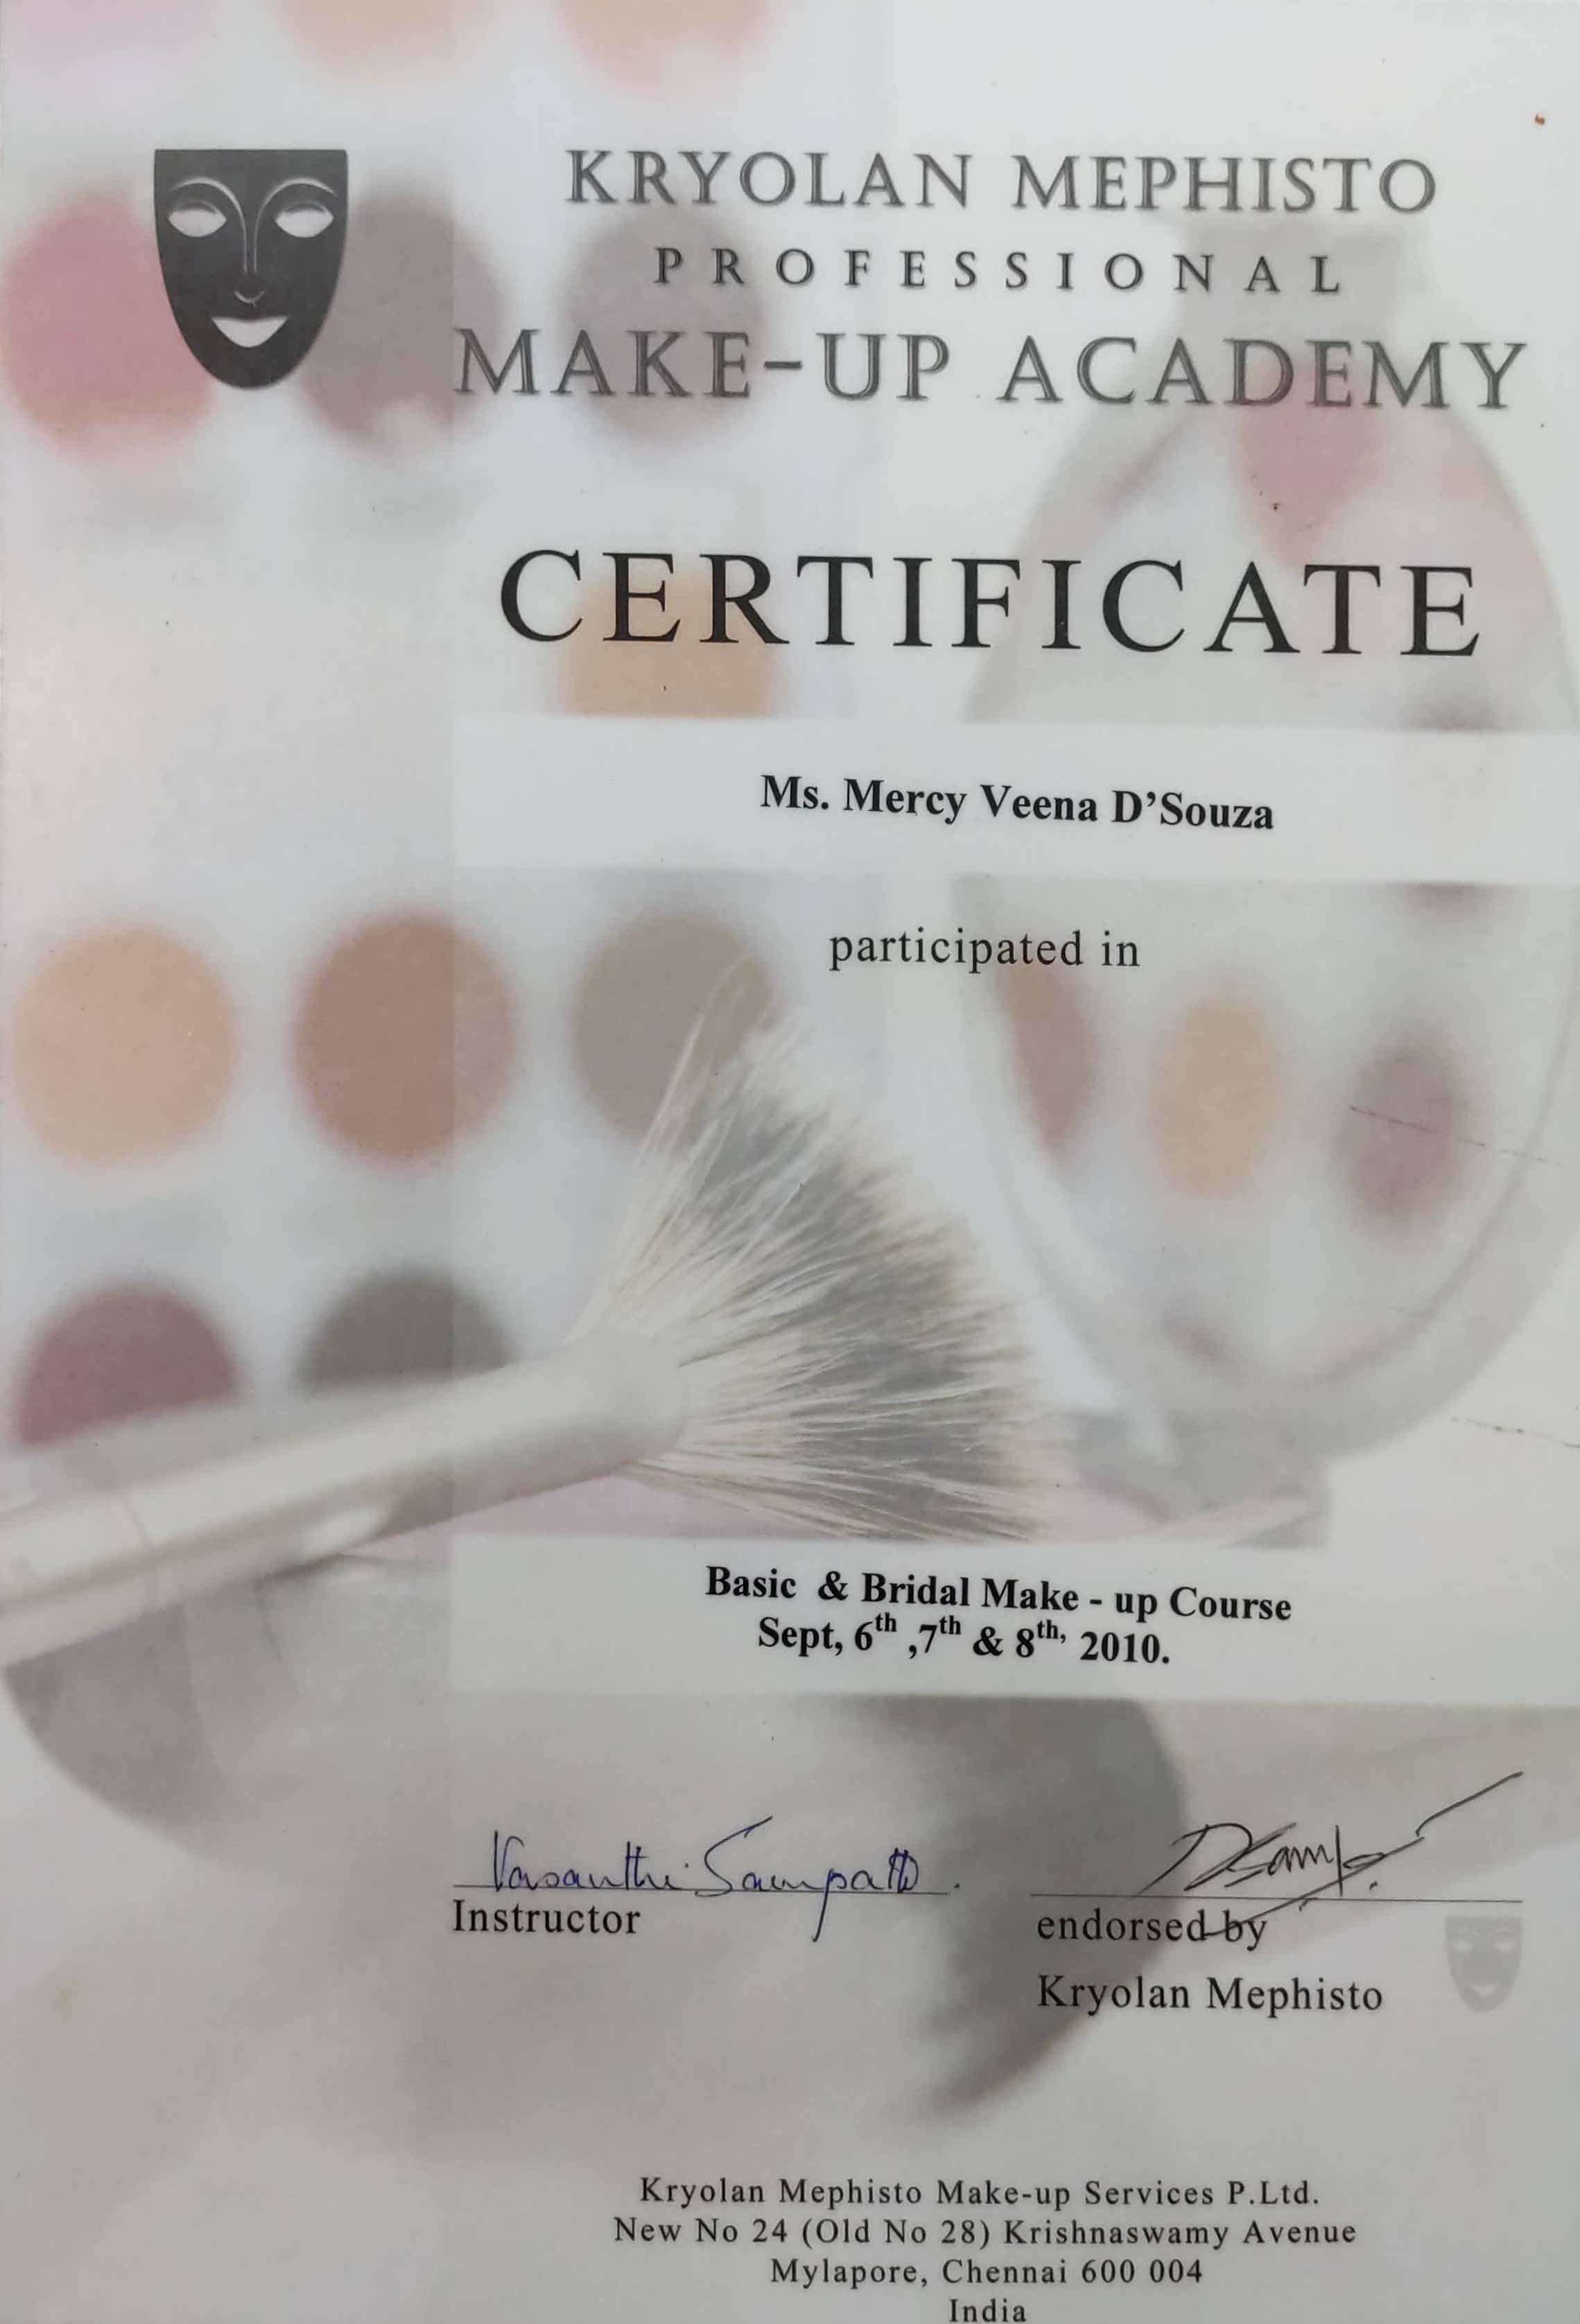 KRYOLAN MEPHISTO
PROFESSIONAL
MAKE-UP ACADEMY
CERTIFICATE
Ms. Mercy Veena D’Souza
participated in
Basic & Bridal Make - up Course
Sept, 6th ,7th & 8th, 2010.
Vasanthi Sampath.
Instructor
endorsed by
Kryolan Mephisto
Kryolan Mephisto Make-up Services P.Ltd.
New No 24 (Old No 28) Krishnaswamy Avenue
Mylapore, Chennai 600 004
India